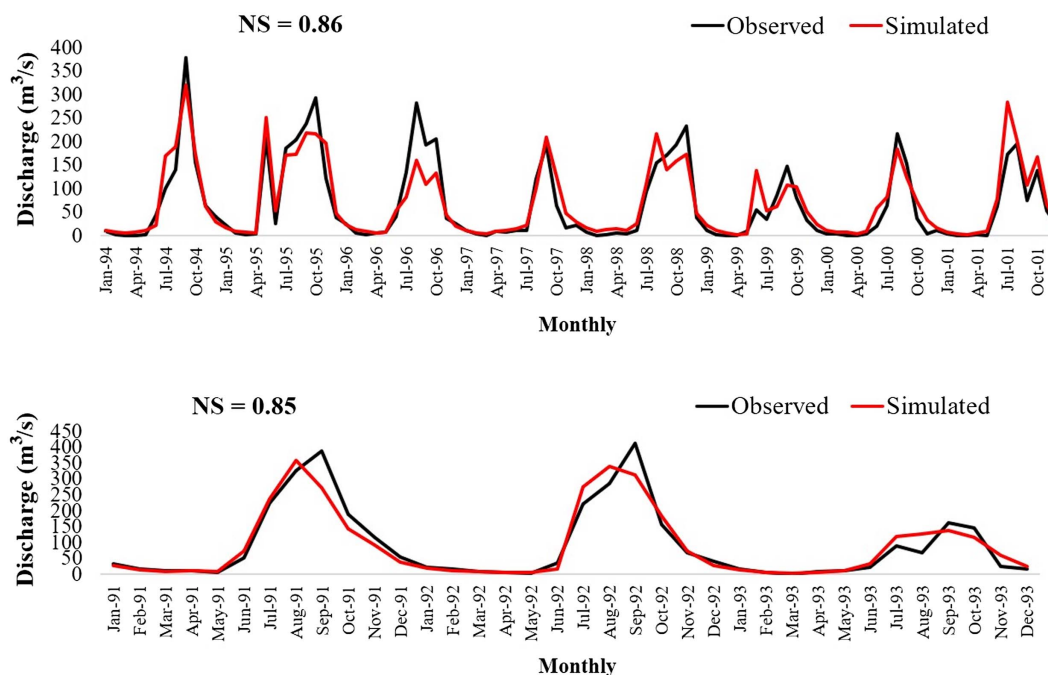 NS = 0.86
Observed Simulated
Discharge (m³/s)
400
350
300
250
200
150
100
50
0
Jan-94 Apr-94 Jul-94 Oct-94 Jan-95 Apr-95 Jul-95 Oct-95 Jan-96 Apr-96 Jul-96 Oct-96 Jan-97 Apr-97 Jul-97 Oct-97 Jan-98 Apr-98 Jul-98 Oct-98 Jan-99 Apr-99 Jul-99 Oct-99 Jan-00 Apr-00 Jul-00 Oct-00 Jan-01 Apr-01 Jul-01 Oct-01
Monthly
NS = 0.85
Observed Simulated
Discharge (m³/s)
450
400
350
300
250
200
150
100
50
0
Jan-91 Feb-91 Mar-91 Apr-91 May-91 Jun-91 Jul-91 Aug-91 Sep-91 Oct-91 Nov-91 Dec-91 Jan-92 Feb-92 Mar-92 Apr-92 May-92 Jun-92 Jul-92 Aug-92 Sep-92 Oct-92 Nov-92 Dec-92 Jan-93 Feb-93 Mar-93 Apr-93 May-93 Jun-93 Jul-93 Aug-93 Sep-93 Oct-93 Nov-93 Dec-93
Monthly